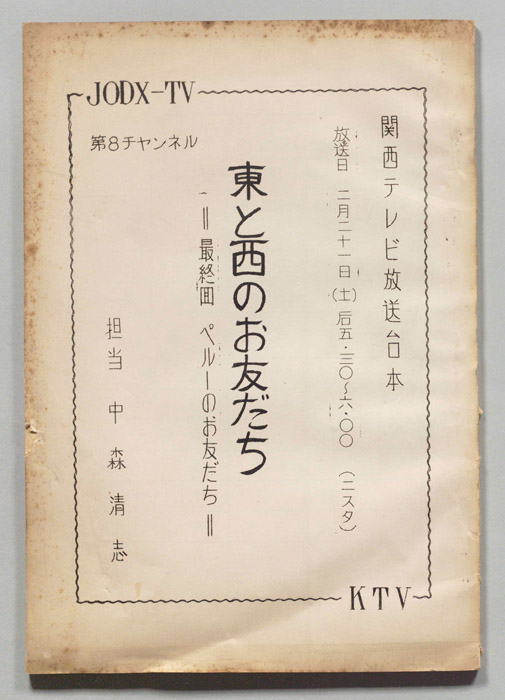 JODX-TV
第8チャンネル
関西テレビ放送台本
放送日 二月二十一日(土)后五・三〇〜六・〇〇 (二スタ)
東と西のお友だち
=最終回 ペルーのお友だち=
担当 中森清志
KTV